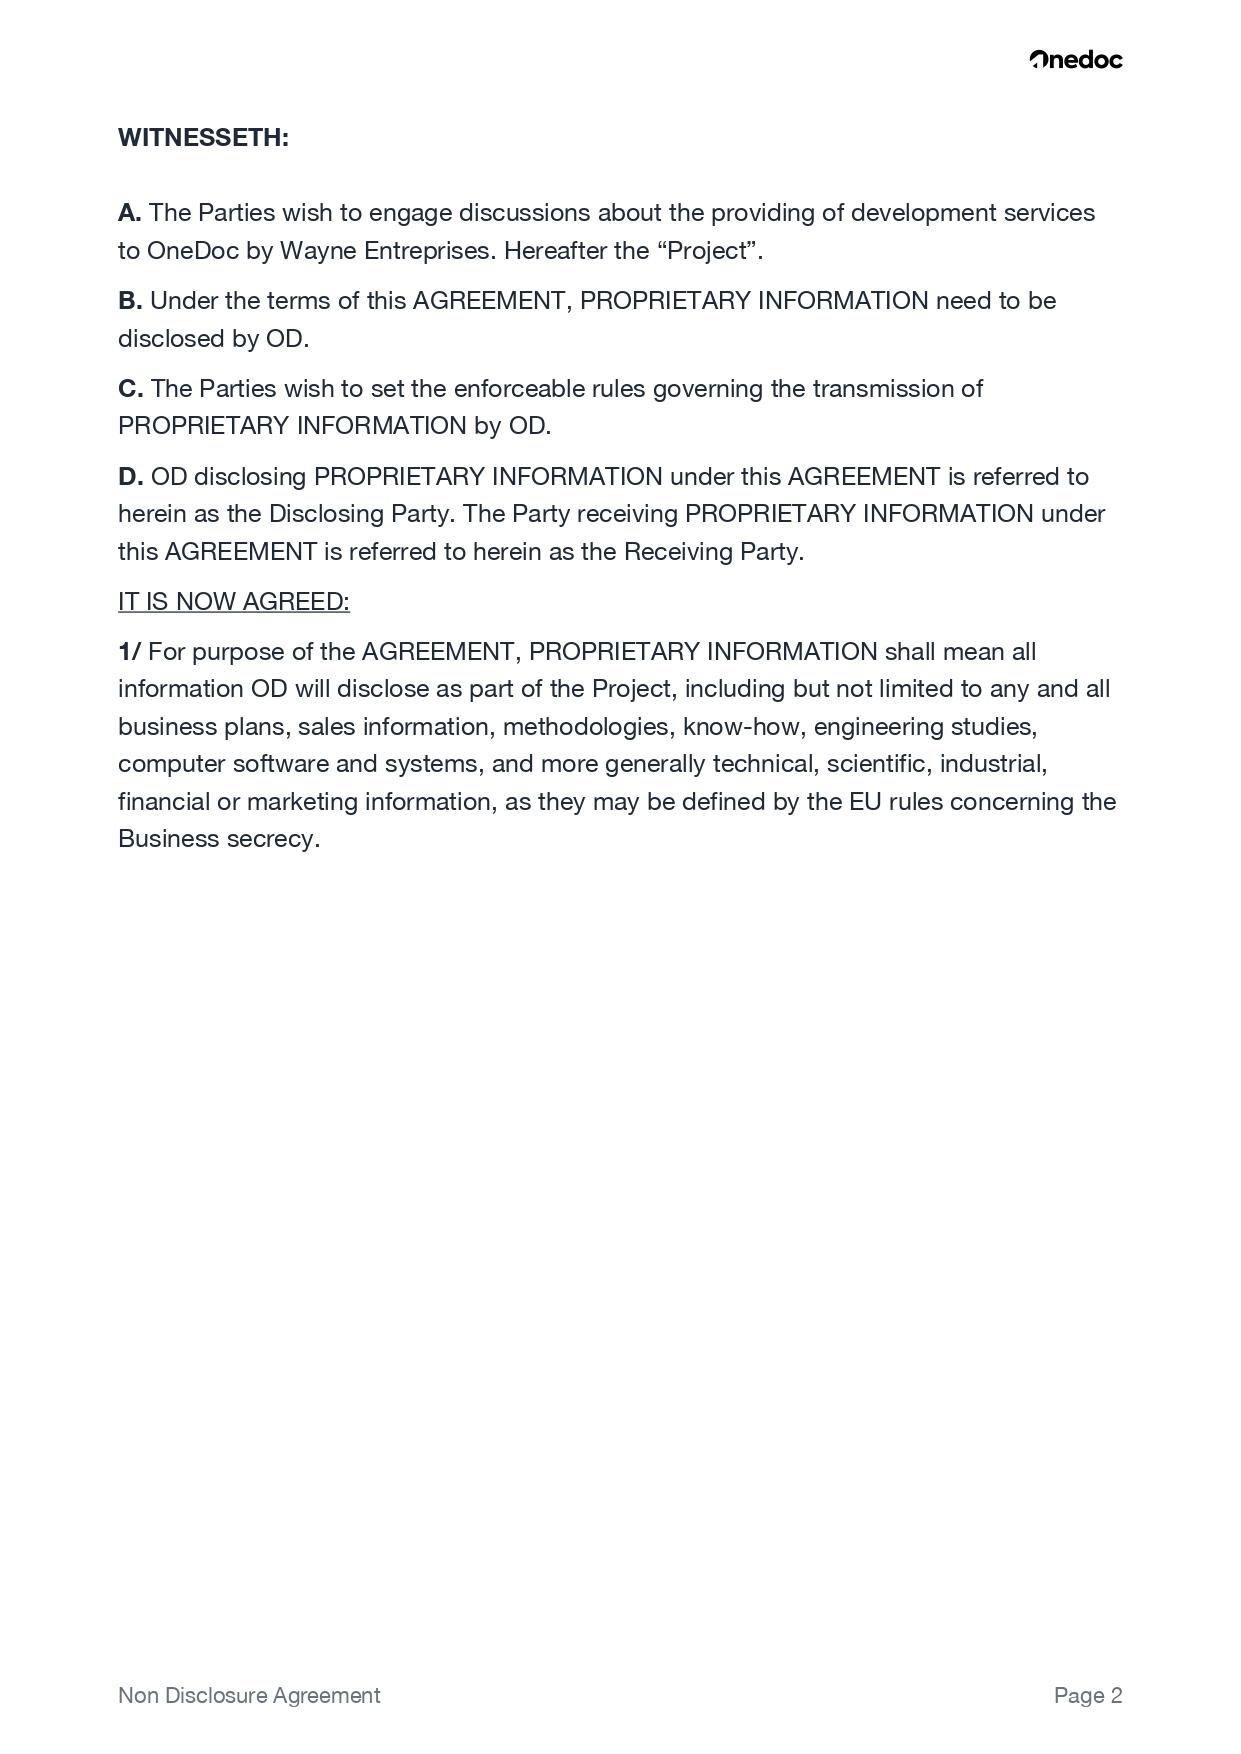 Onedoc
WITNESSETH:
A. The Parties wish to engage discussions about the providing of development services
to OneDoc by Wayne Entreprises. Hereafter the “Project”.
B. Under the terms of this AGREEMENT, PROPRIETARY INFORMATION need to be
disclosed by OD.
C. The Parties wish to set the enforceable rules governing the transmission of
PROPRIETARY INFORMATION by OD.
D. OD disclosing PROPRIETARY INFORMATION under this AGREEMENT is referred to
herein as the Disclosing Party. The Party receiving PROPRIETARY INFORMATION under
this AGREEMENT is referred to herein as the Receiving Party.
IT IS NOW AGREED:
1/ For purpose of the AGREEMENT, PROPRIETARY INFORMATION shall mean all
information OD will disclose as part of the Project, including but not limited to any and all
business plans, sales information, methodologies, know-how, engineering studies,
computer software and systems, and more generally technical, scientific, industrial,
financial or marketing information, as they may be defined by the EU rules concerning the
Business secrecy.
Non Disclosure Agreement
Page 2